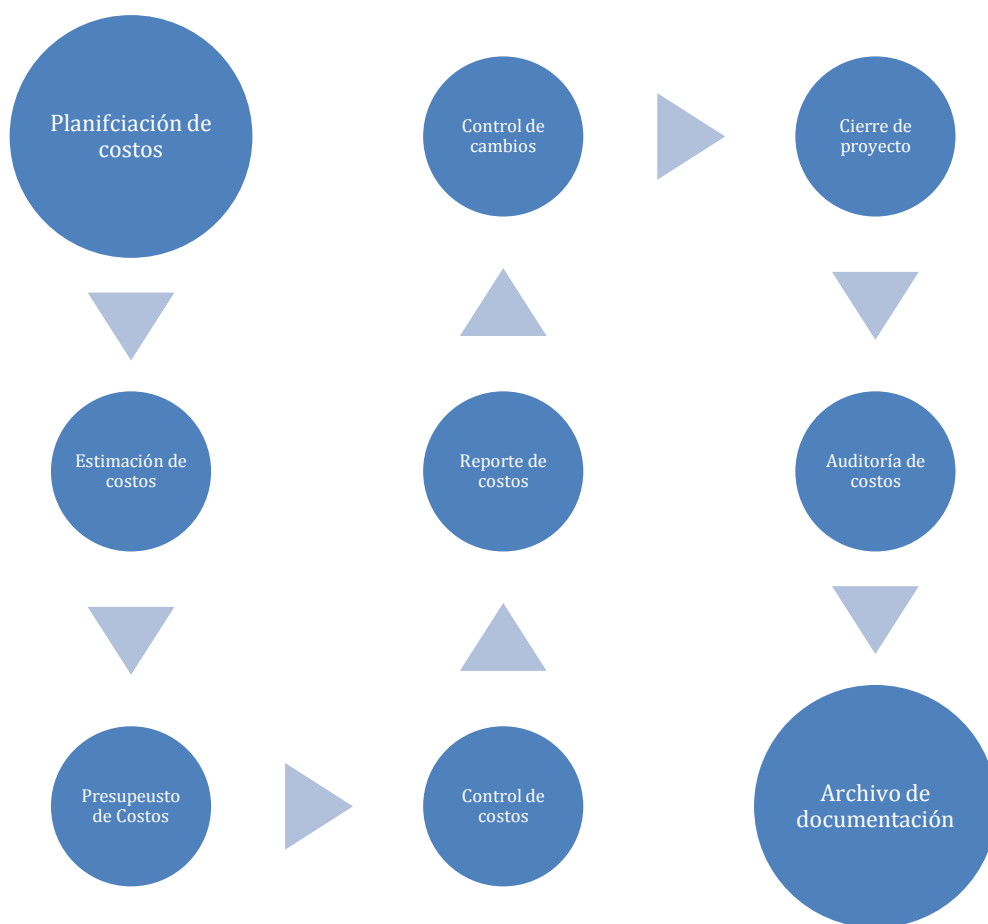 Planifciación de
costos
Estimación de
costos
Presupeusto
de Costos
Control de
costos
Reporte de
costos
Control de
cambios
Cierre de
proyecto
Auditoría de
costos
Archivo de
documentación